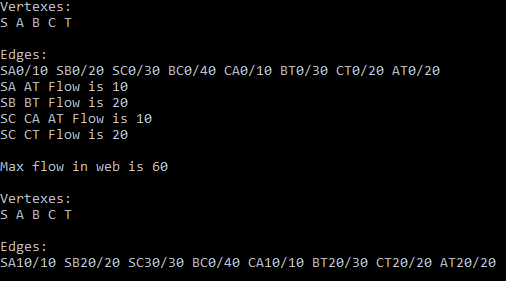 Vertexes:
S A B C T
Edges:
SA0/10 SB0/20 SC0/30 BC0/40 CA0/10 BT0/30 CT0/20 AT0/20
SA AT Flow is 10
SB BT Flow is 20
SC CA AT Flow is 10
SC CT Flow is 20
Max flow in web is 60
Vertexes:
S A B C T
Edges:
SA10/10 SB20/20 SC30/30 BC0/40 CA10/10 BT20/30 CT20/20 AT20/20